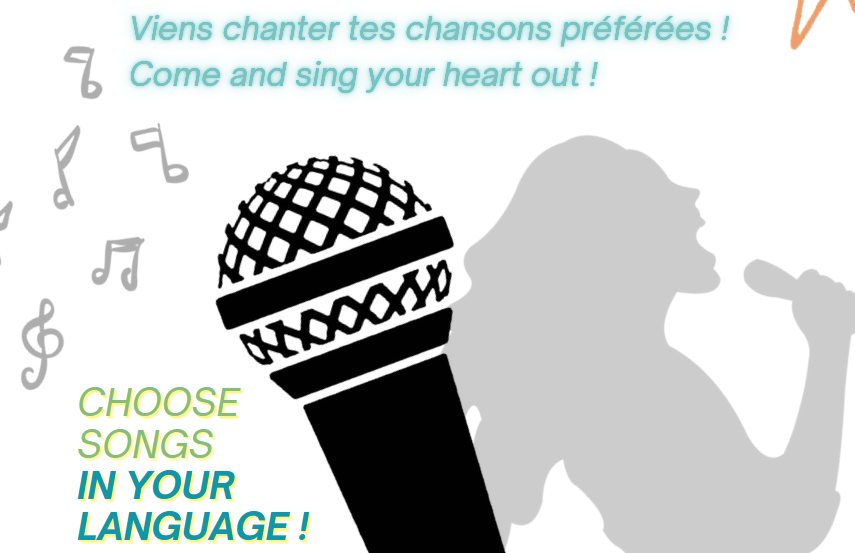 Viens chanter tes chansons préférées !
Come and sing your heart out !
CHOOSE
SONGS
IN YOUR
LANGUAGE !